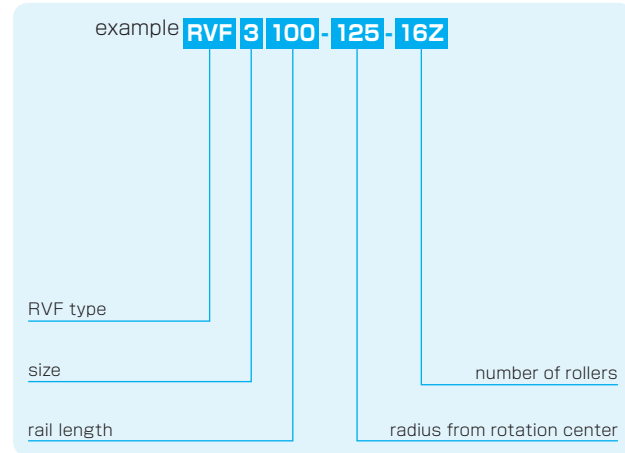 example RVF 3 100 - 125 - 16Z
RVF type
size
number of rollers
rail length
radius from rotation center